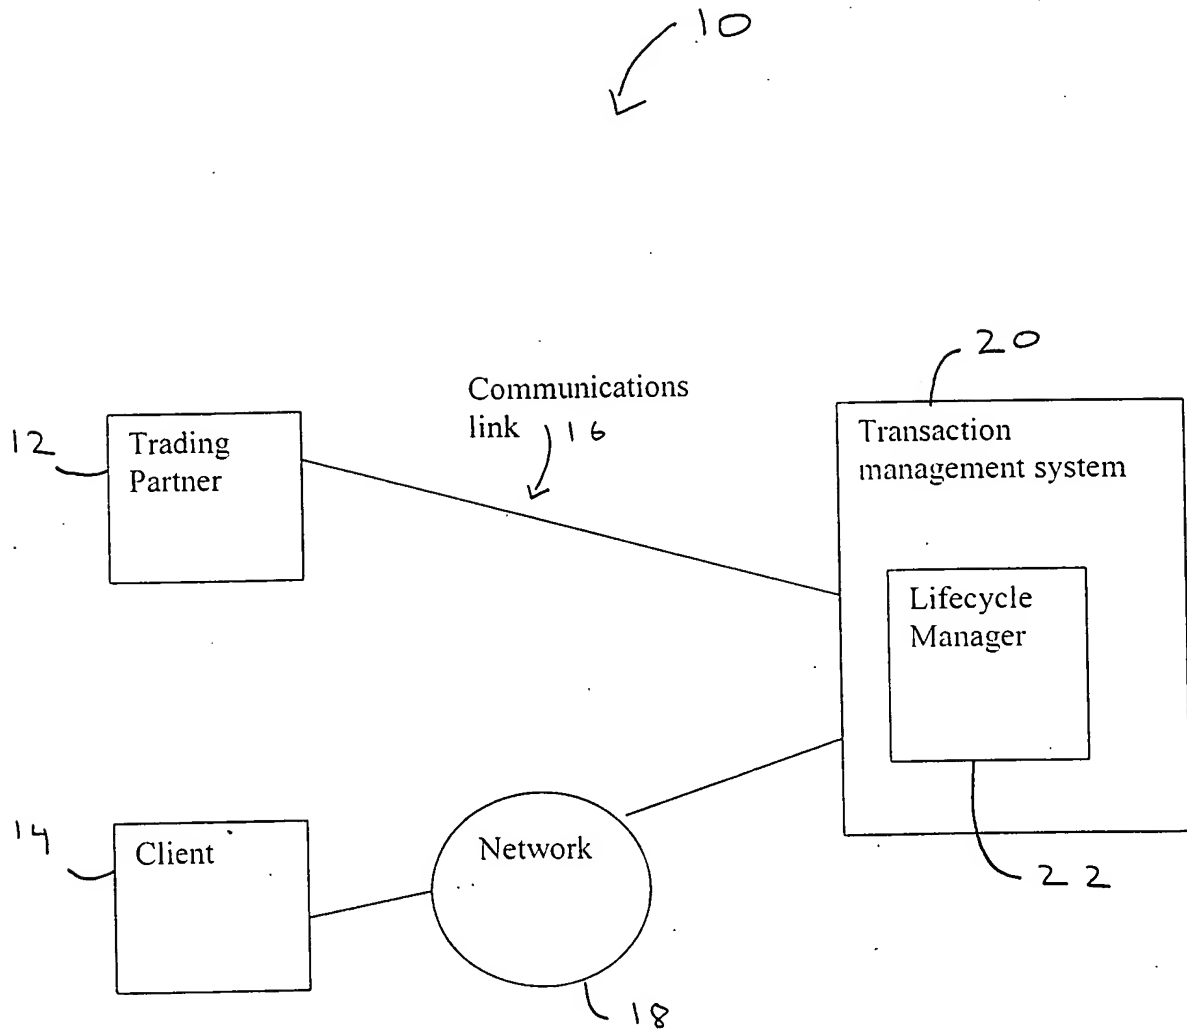 10
20
Communications
link 16
12
Trading
Partner
Transaction
management system
Lifecycle
Manager
14
Client
Network
22
18